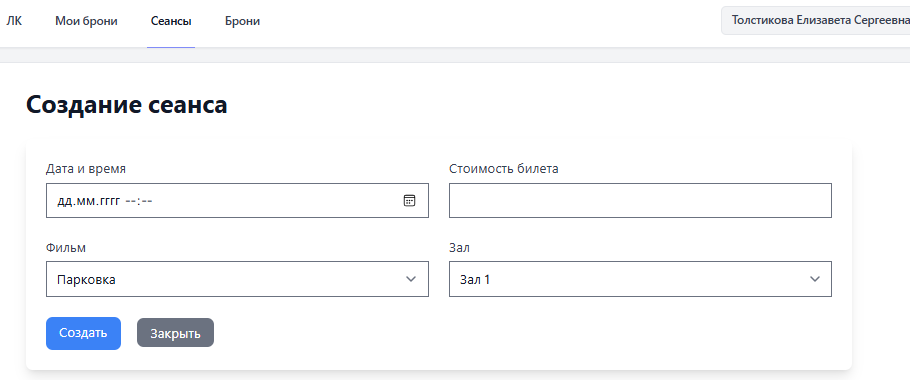 ЛК Мои брони Сеансы Брони Толстикова Елизавета Сергеевна
Создание сеанса
Дата и время Стоимость билета
дд.мм.гггг --:--
Фильм Зал
Парковка Зал 1
Создать Закрыть